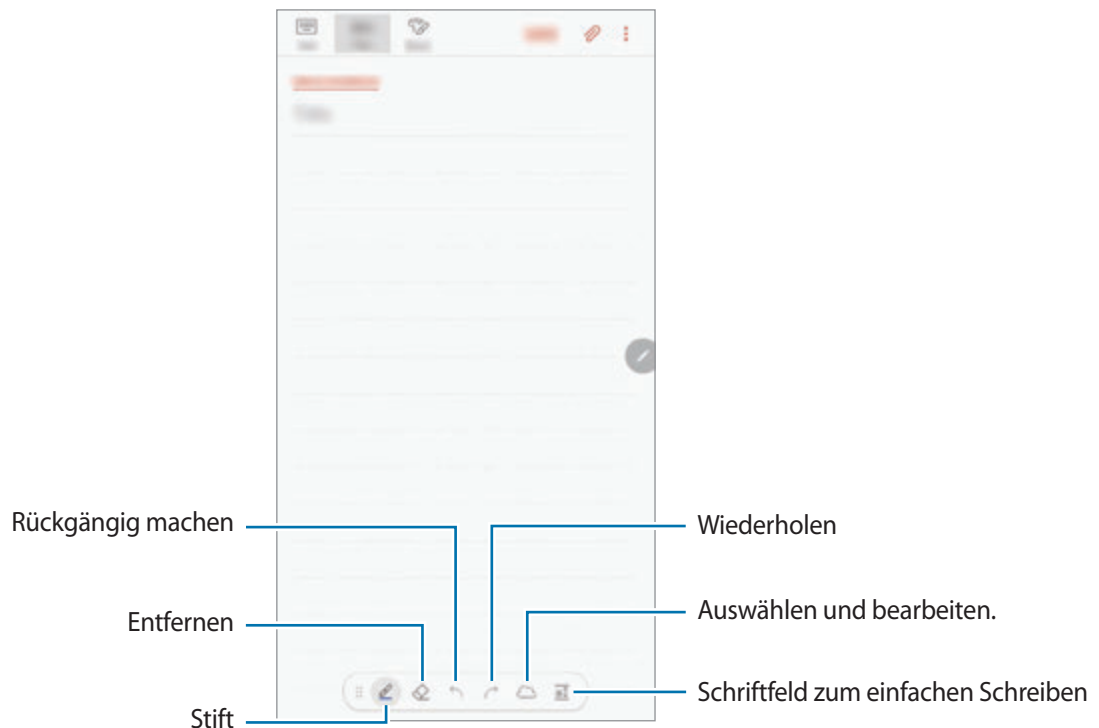 Rückgängig machen
Wiederholen
Entfernen
Auswählen und bearbeiten.
Schriftfeld zum einfachen Schreiben
Stift